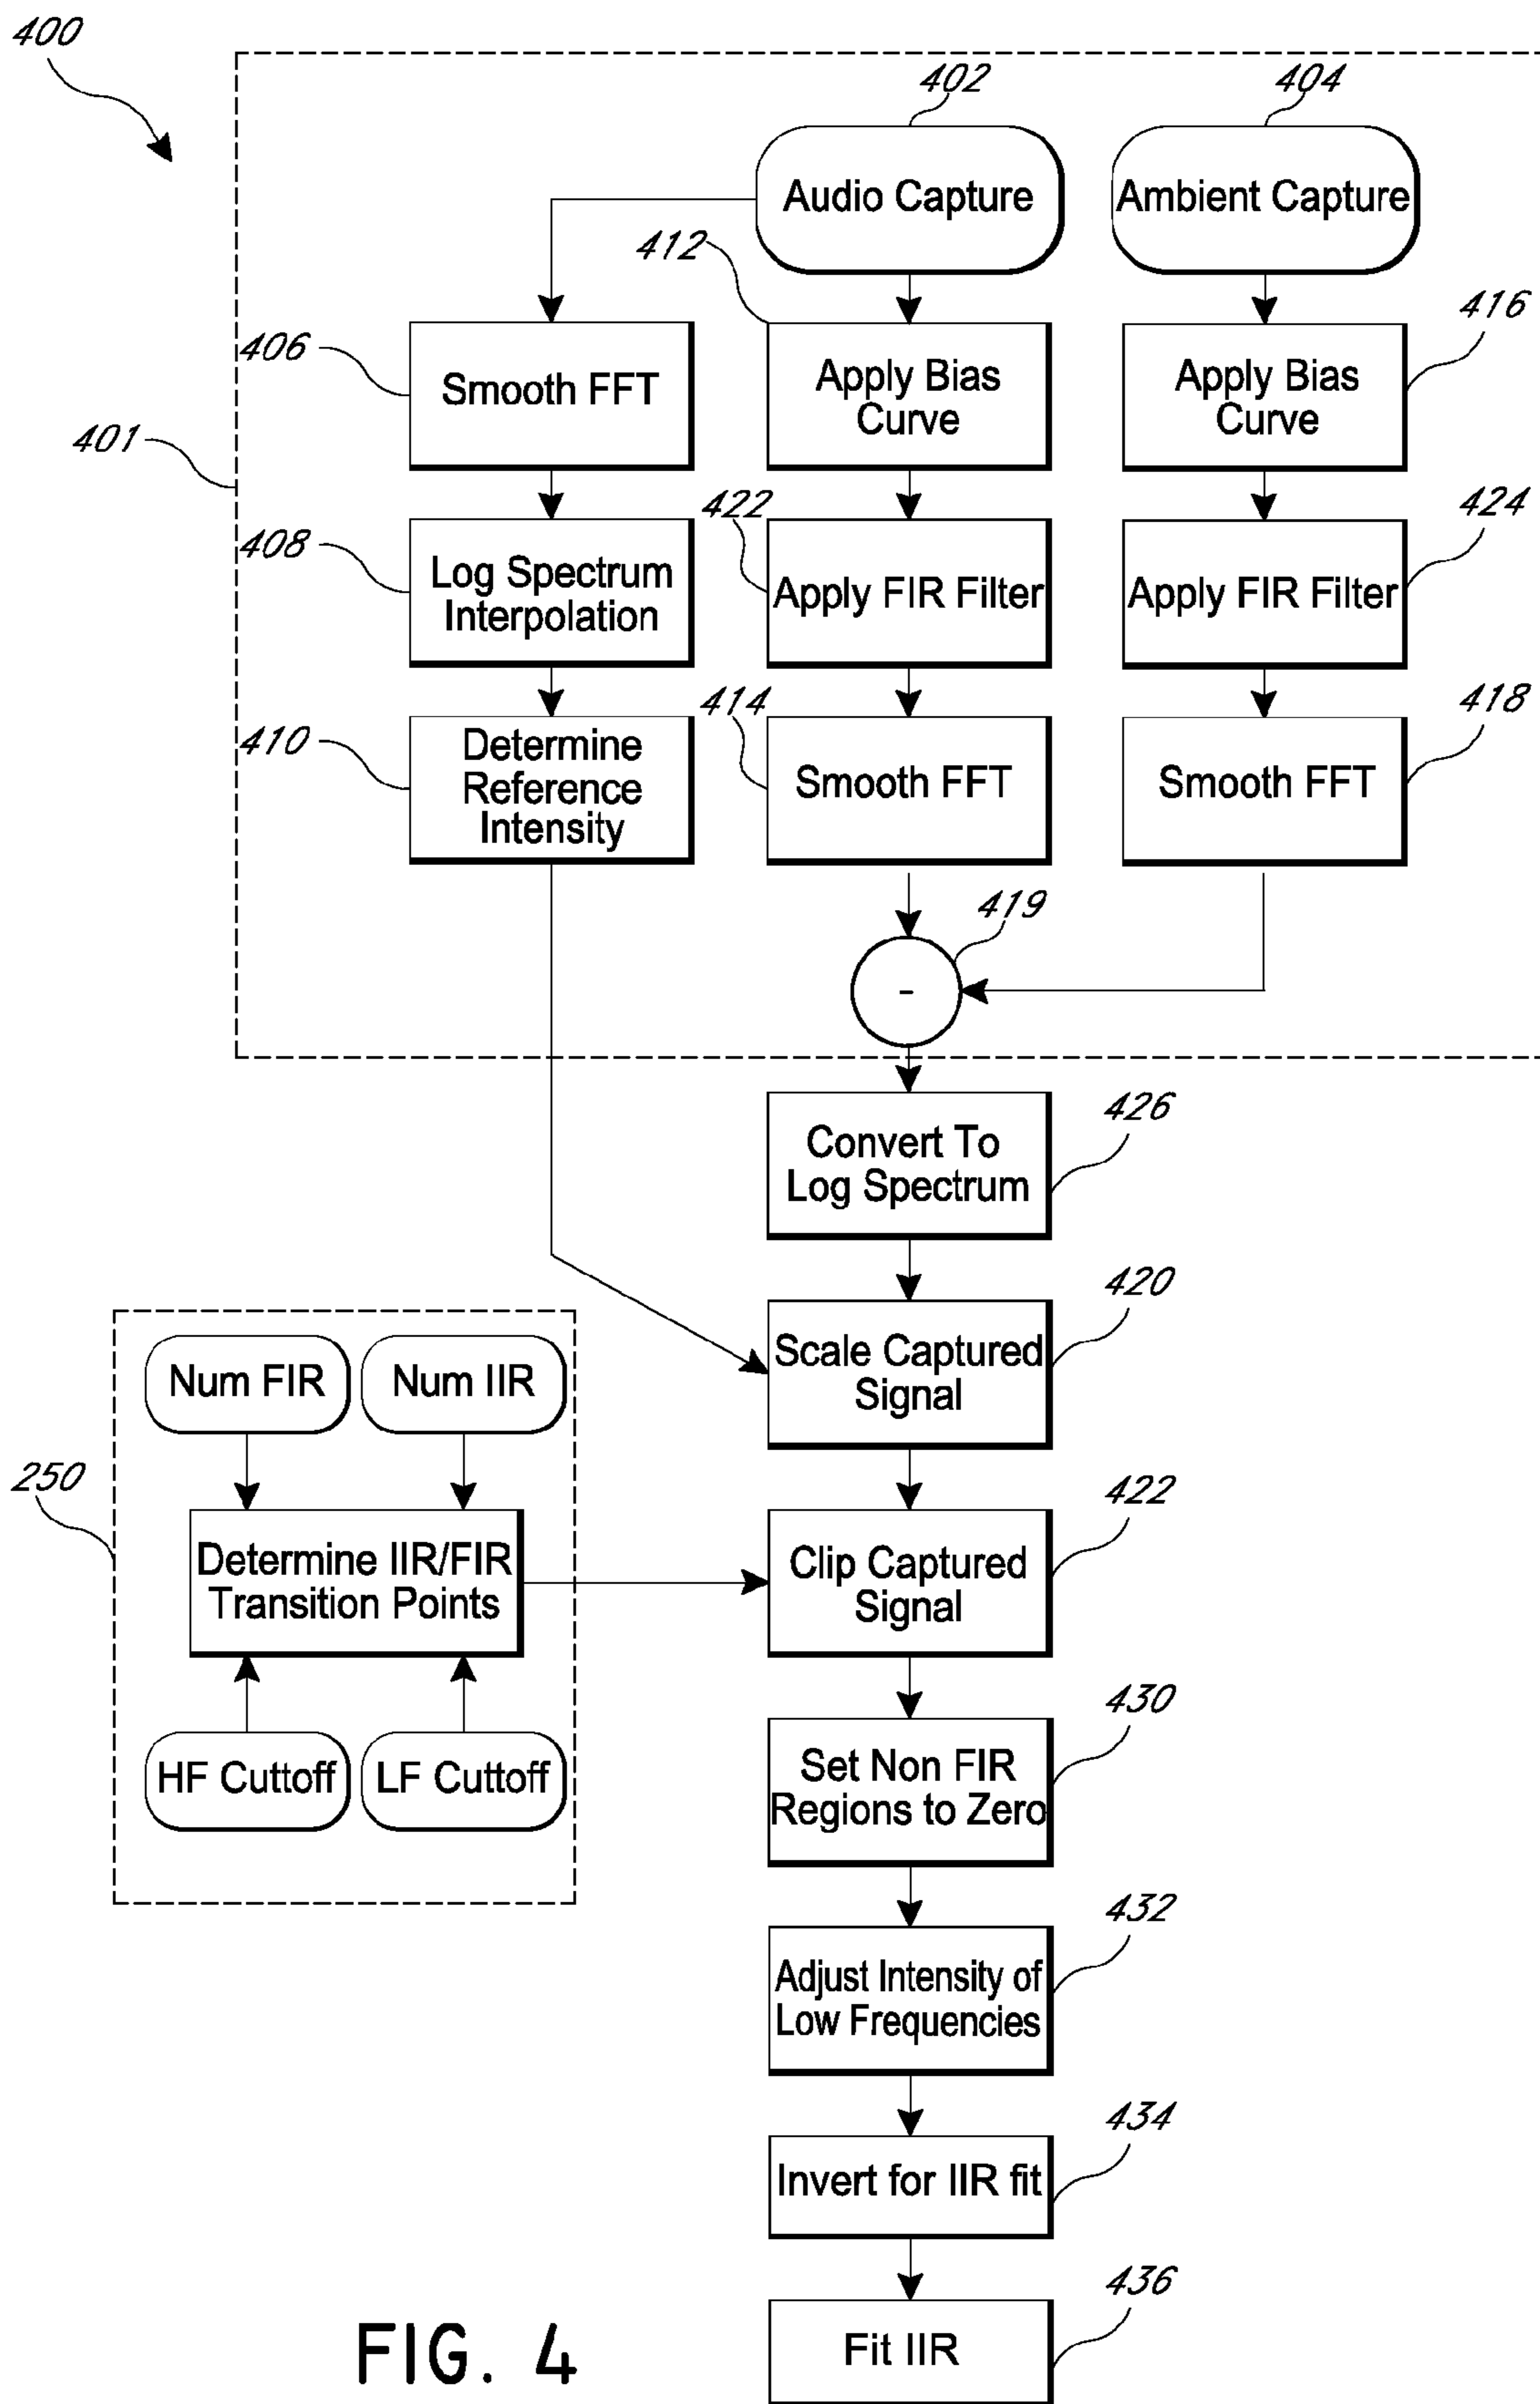 400
402
404
Audio Capture
Ambient Capture
412
416
406
Smooth FFT
Apply Bias
Curve
Apply Bias
Curve
401
422
424
408
Log Spectrum
Interpolation
Apply FIR Filter
Apply FIR Filter
414
418
410
Determine
Reference
Intensity
Smooth FFT
Smooth FFT
419
-
426
Convert To
Log Spectrum
420
Scale Captured
Signal
Num FIR
Num IIR
250
422
Determine IIR/FIR
Transition Points
Clip Captured
Signal
430
HF Cuttoff
LF Cuttoff
Set Non FIR
Regions to Zero
432
Adjust Intensity of
Low Frequencies
434
Invert for IIR fit
436
Fit IIR
FIG. 4